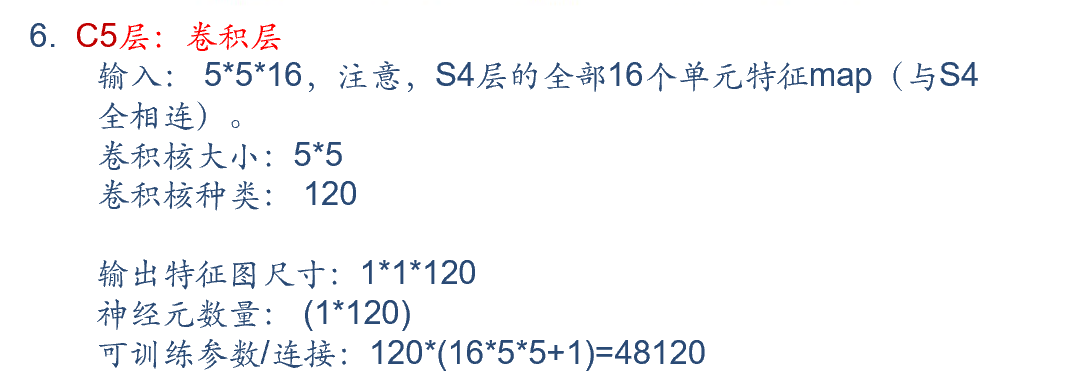 6. C5层：卷积层
输入： 5*5*16，注意，S4层的全部16个单元特征map（与S4
全相连）。
卷积核大小：5*5
卷积核种类： 120
输出特征图尺寸：1*1*120
神经元数量： (1*120)
可训练参数/连接：120*(16*5*5+1)=48120